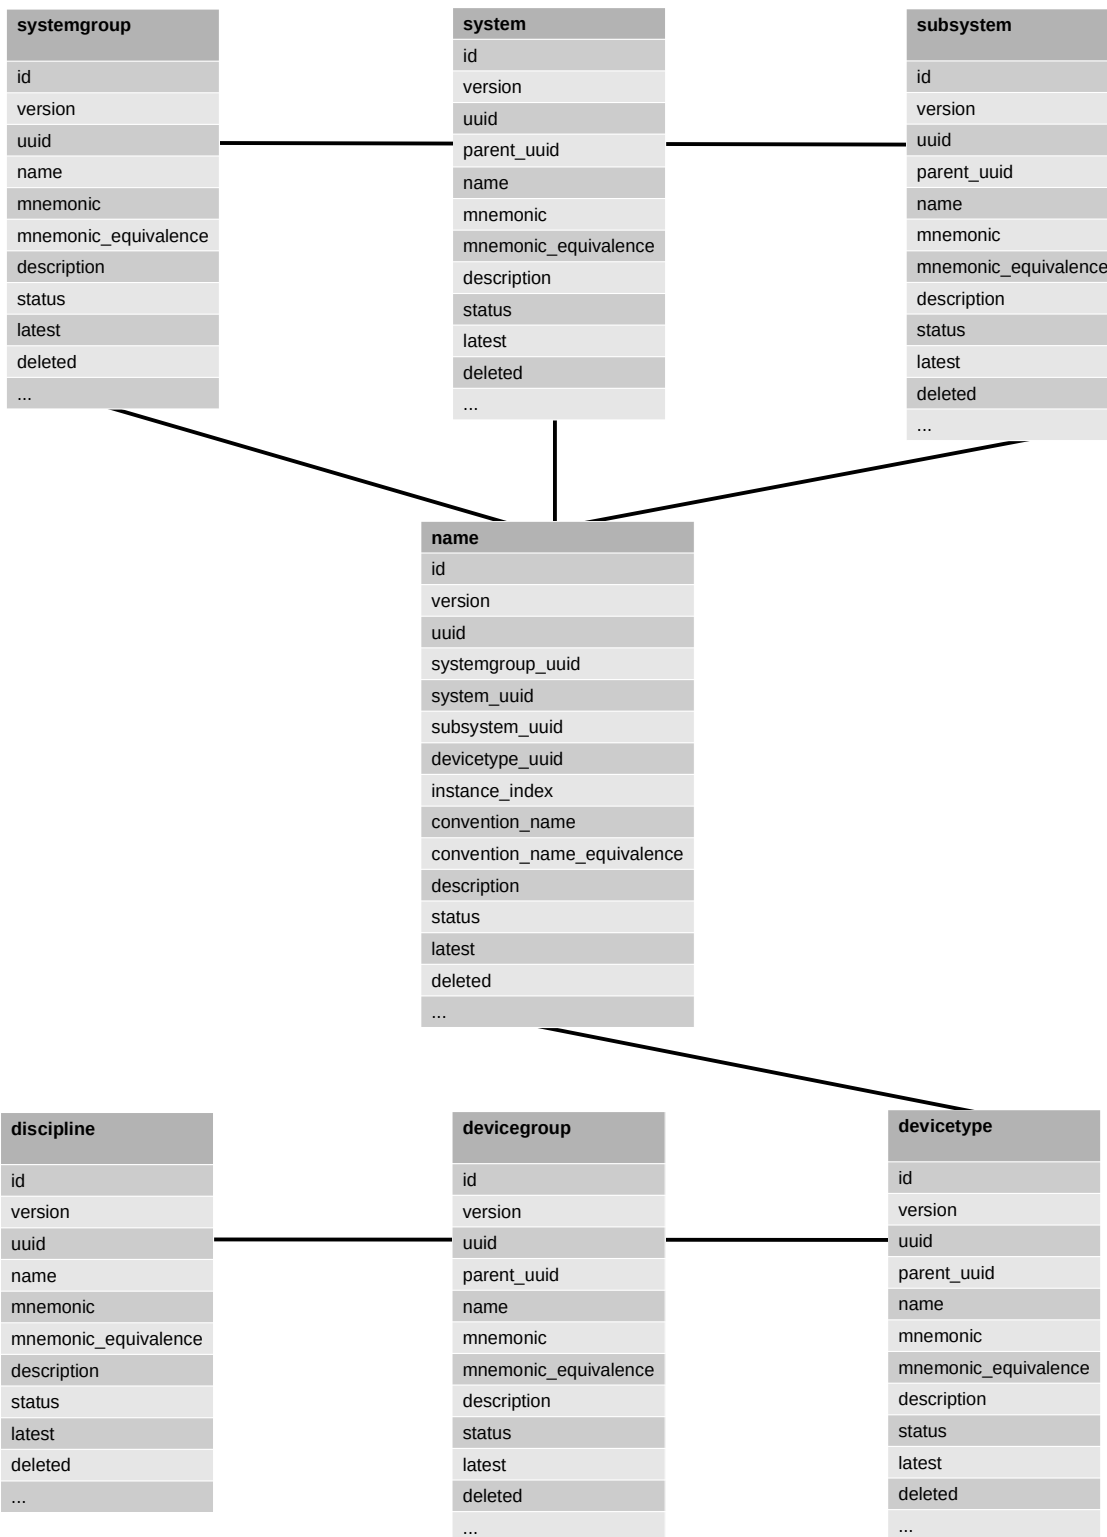 systemgroup
id
version
uuid
name
mnemonic
mnemonic_equivalence
description
status
latest
deleted
...
system
id
version
uuid
parent_uuid
name
mnemonic
mnemonic_equivalence
description
status
latest
deleted
...
subsystem
id
version
uuid
parent_uuid
name
mnemonic
mnemonic_equivalence
description
status
latest
deleted
...
name
id
version
uuid
systemgroup_uuid
system_uuid
subsystem_uuid
devicetype_uuid
instance_index
convention_name
convention_name_equivalence
description
status
latest
deleted
...
discipline
id
version
uuid
name
mnemonic
mnemonic_equivalence
description
status
latest
deleted
...
devicegroup
id
version
uuid
parent_uuid
name
mnemonic
mnemonic_equivalence
description
status
latest
deleted
...
devicetype
id
version
uuid
parent_uuid
name
mnemonic
mnemonic_equivalence
description
status
latest
deleted
...